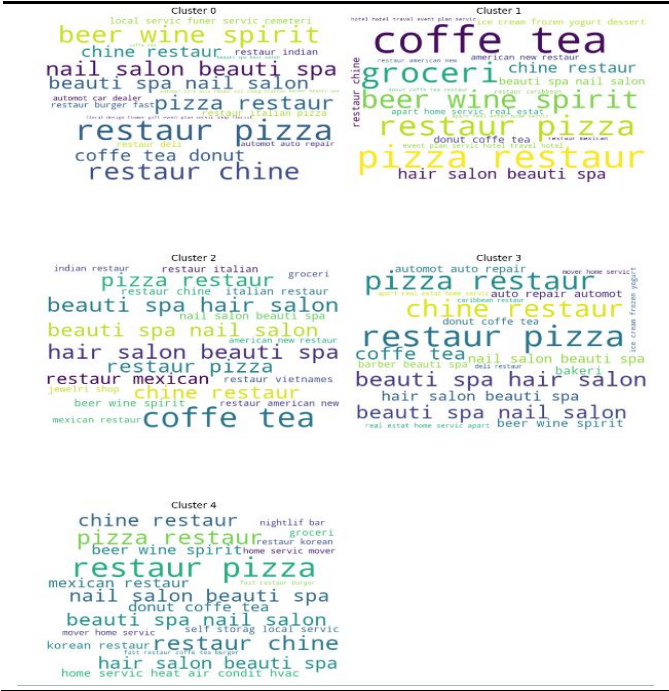 Cluster 0
local servic funer servic cemeteri
beer wine spirit
chine restaur
restaur indian
nail salon beauti spa
beauti spa nail salon
automot car dealer
restaur burger fast
pizza restaur
restaur italian pizza
restaur pizza
restaur deli
automot auto repair
coffe tea donut
restaur chine
Cluster 1
hotel hotel travel event plan servic
ice cream frozen yogurt dessert
coffe tea
restaur american new
american new restaur
groceri
chine restaur
beauti spa nail salon
restaur chine
beer wine spirit
restaur caribbean
apart home servic real estat
restaur pizza
donut coffe tea
restaur mexican
event plan servic hotel travel hotel
pizza restaur
hair salon beauti spa
Cluster 2
indian restaur
restaur italian
groceri
pizza restaur
restaur chine
italian restaur
beauti spa hair salon
nail salon beauti spa
beauti spa nail salon
american new restaur
hair salon beauti spa
restaur pizza
restaur mexican
restaur vietnames
jewelri shop
chine restaur
beer wine spirit
restaur american new
mexican restaur
coffe tea
Cluster 3
automot auto repair
mover home servic
pizza restaur
apart real estat home servic
auto repair automot
caribbean restaur
chine restaur
ice cream frozen yogurt
donut coffe tea
restaur pizza
coffe tea
nail salon beauti spa
barber beauti spa
deli restaur
bakeri
beauti spa hair salon
hair salon beauti spa
beauti spa nail salon
real estat home servic apart
beer wine spirit
Cluster 4
chine restaur
nightlif bar
pizza restaur
groceri
restaur korean
beer wine spirit
home servic mover
restaur pizza
mexican restaur
fast restaur burger
nail salon beauti spa
donut coffe tea
beauti spa nail salon
mover home servic
self storag local servic
korean restaur
restaur chine
fast restaur coffe tea burger
hair salon beauti spa
home servic heat air condit hvac